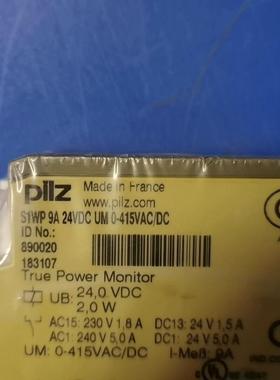 pilz Made in France
www.pilz.com
S1WP 9A 24VDC UM 0-415VAC/DC
ID No.:
890020
183107
True Power Monitor
UB: 24,0 VDC
2,0 W
AC15: 230 V 1,8 A DC13: 24 V 1,5 A
AC1: 240 V 5,0 A DC1: 24 V 5,0 A
UM: 0-415VAC/DC I-Meß: 9A